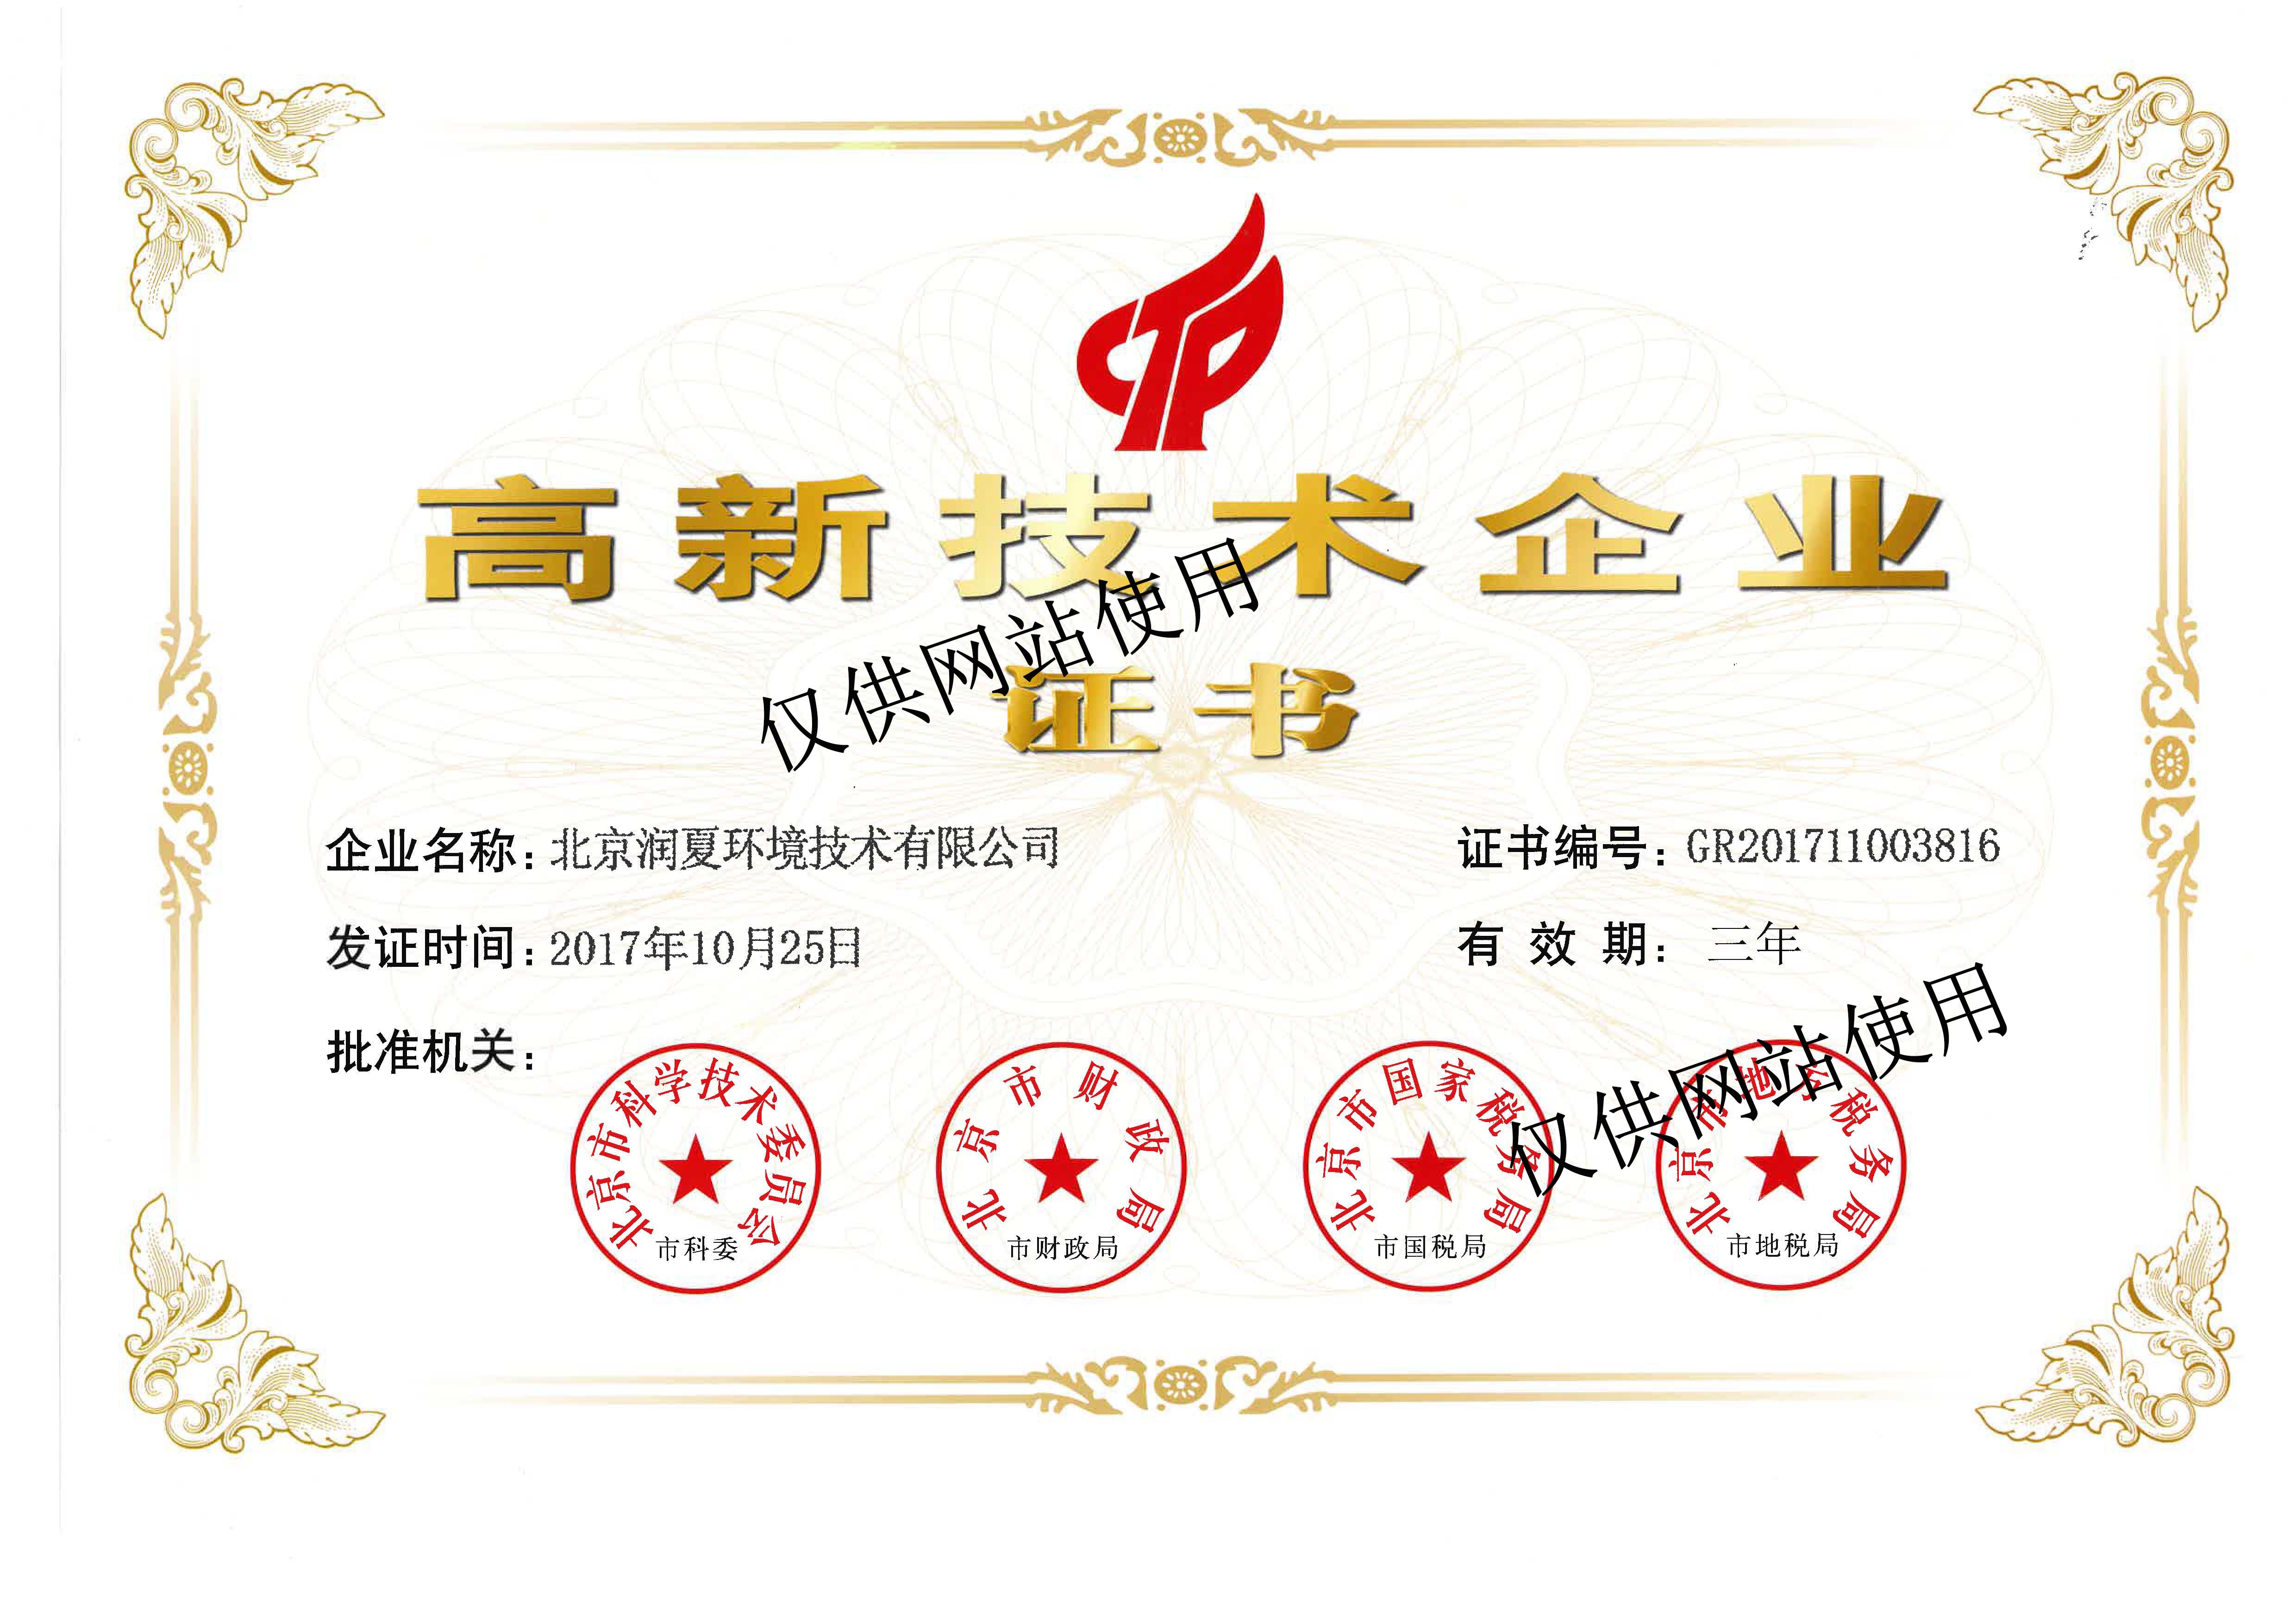 高新技术企业
证书
仅供网站使用
企业名称：北京润夏环境技术有限公司
证书编号：GR201711003816
发证时间：2017年10月25日
有效期：三年
批准机关：
北京市科学技术委员会
市科委
北京市财政局
市财政局
北京市国家税务局
市国税局
北京市地方税务局
市地税局
仅供网站使用